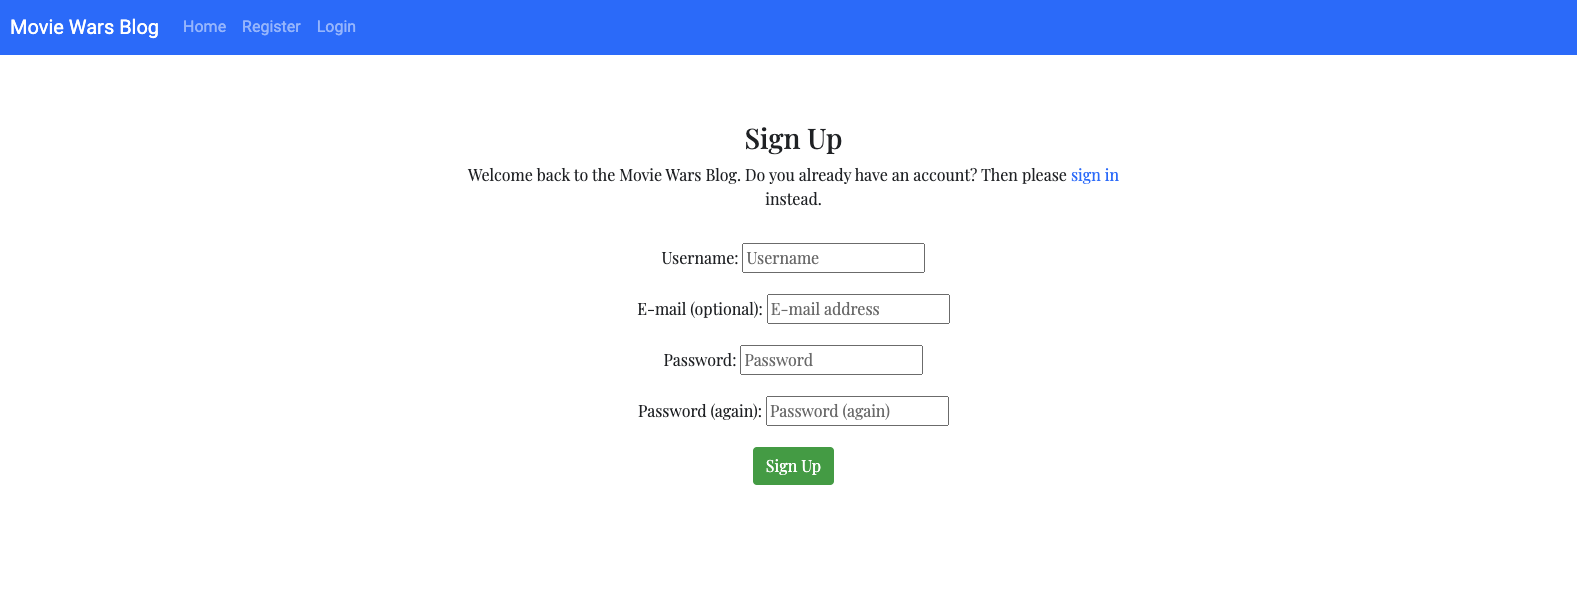 Movie Wars Blog Home Register Login
Sign Up
Welcome back to the Movie Wars Blog. Do you already have an account? Then please sign in
instead.
Username: Username
E-mail (optional): E-mail address
Password: Password
Password (again): Password (again)
Sign Up